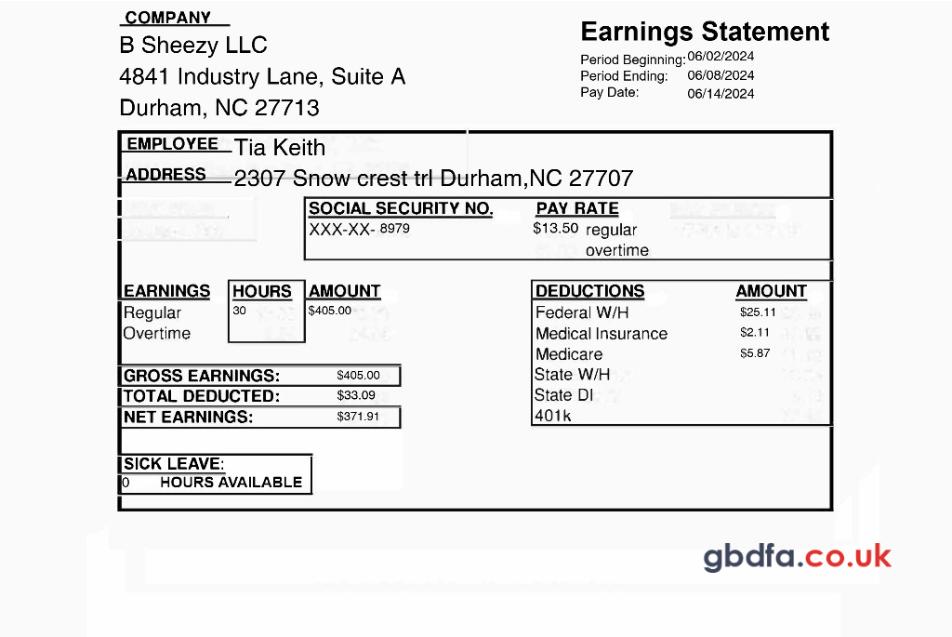 COMPANY
B Sheezy LLC
4841 Industry Lane, Suite A
Durham, NC 27713
Earnings Statement
Period Beginning: 06/02/2024
Period Ending: 06/08/2024
Pay Date: 06/14/2024
EMPLOYEE Tia Keith
ADDRESS 2307 Snow crest trl Durham,NC 27707
SOCIAL SECURITY NO. PAY RATE
XXX-XX- 8979 $13.50 regular
overtime
EARNINGS HOURS AMOUNT
Regular 30 $405.00
Overtime
DEDUCTIONS AMOUNT
Federal W/H $25.11
Medical Insurance $2.11
Medicare $5.87
State W/H
State DI
401k
GROSS EARNINGS: $405.00
TOTAL DEDUCTED: $33.09
NET EARNINGS: $371.91
SICK LEAVE:
0 HOURS AVAILABLE
gbdfa.co.uk